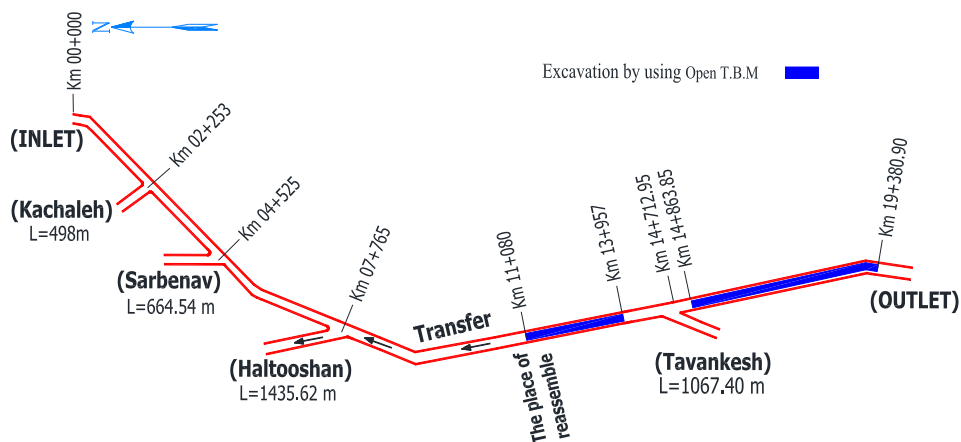 N
Km 00+000
Excavation by using Open T.B.M
(INLET)
Km 02+253
(Kachaleh)
L=498m
Km 04+525
(Sarbenav)
L=664.54 m
Km 07+765
(Haltooshan)
L=1435.62 m
Transfer
Km 11+080
The place of
reassemble
Km 13+957
Km 14+712.95
Km 14+863.85
(Tavankesh)
L=1067.40 m
Km 19+380.90
(OUTLET)